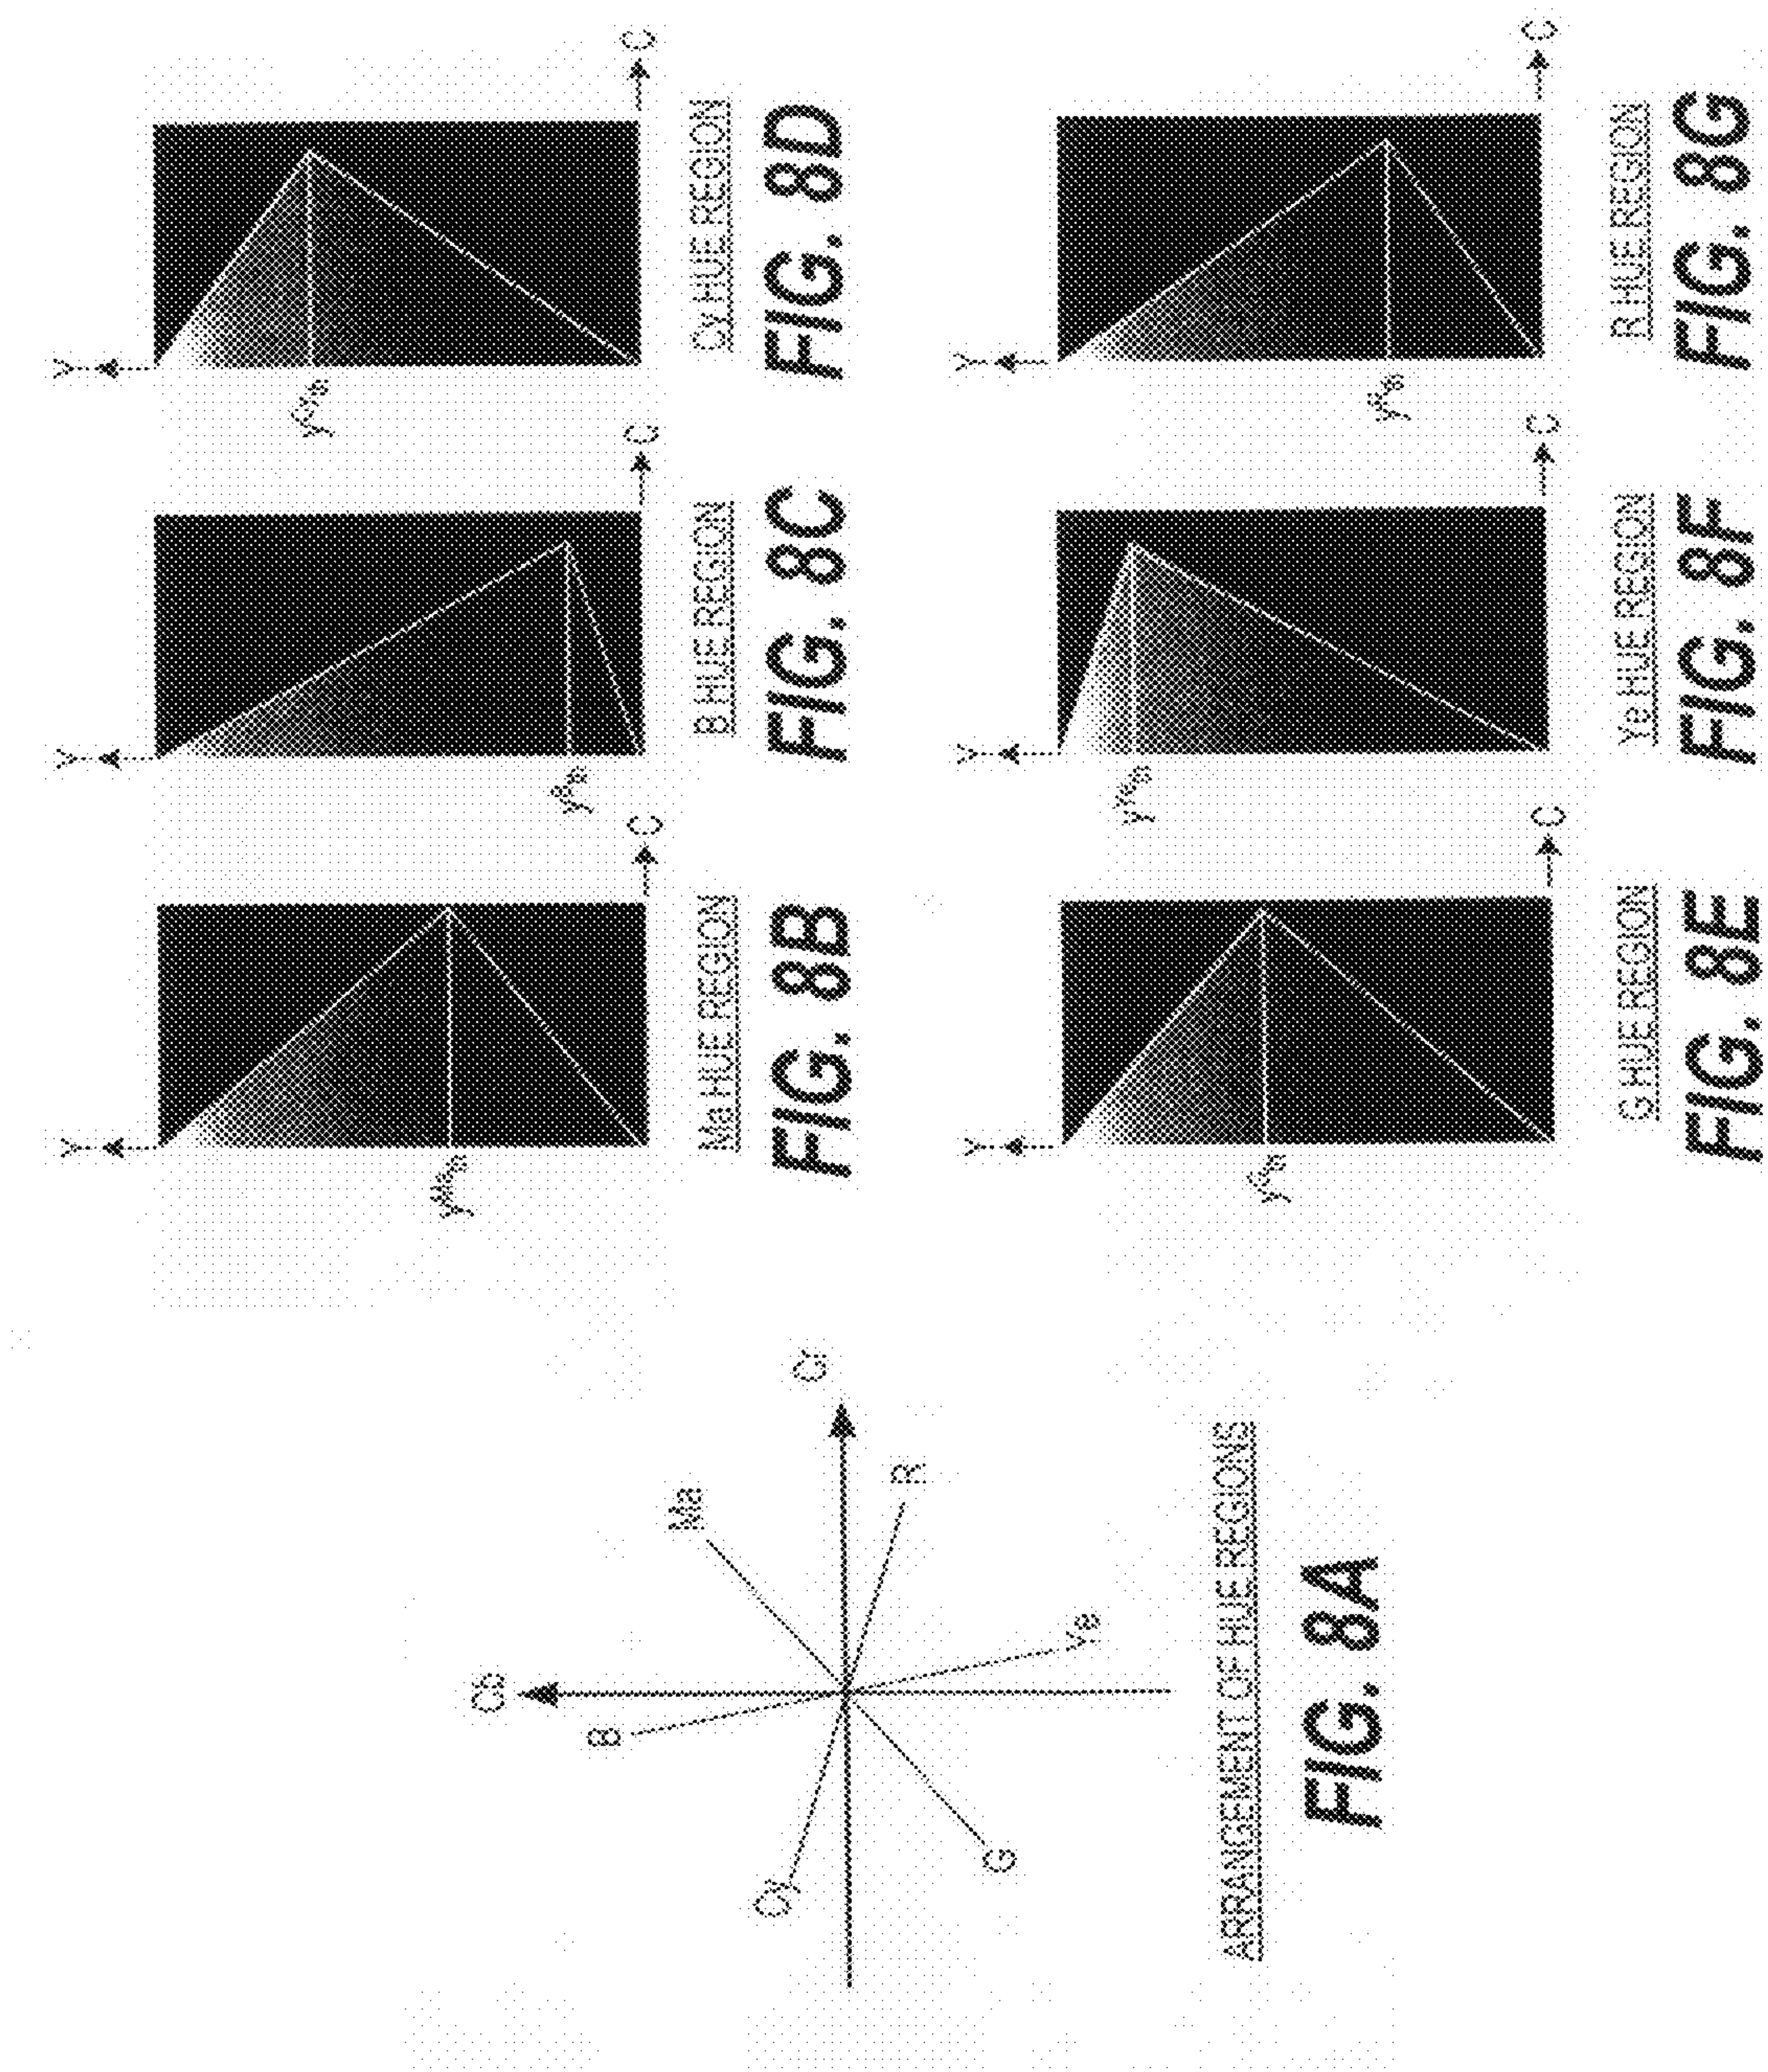 Cb
Cr
Ma
R
Ye
G
Cy
B
ARRANGEMENT OF HUE REGIONS
FIG. 8A
Y
C
Ma HUE REGION
FIG. 8B
Y
C
B HUE REGION
FIG. 8C
Y
C
Cy HUE REGION
FIG. 8D
Y
C
G HUE REGION
FIG. 8E
Y
C
Ye HUE REGION
FIG. 8F
Y
C
R HUE REGION
FIG. 8G